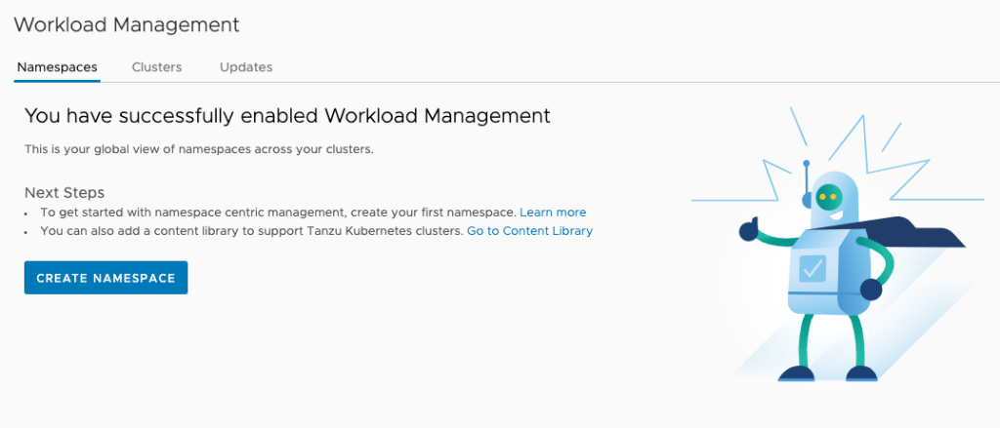 Workload Management
Namespaces Clusters Updates
You have successfully enabled Workload Management
This is your global view of namespaces across your clusters.
Next Steps
• To get started with namespace centric management, create your first namespace. Learn more
• You can also add a content library to support Tanzu Kubernetes clusters. Go to Content Library
CREATE NAMESPACE